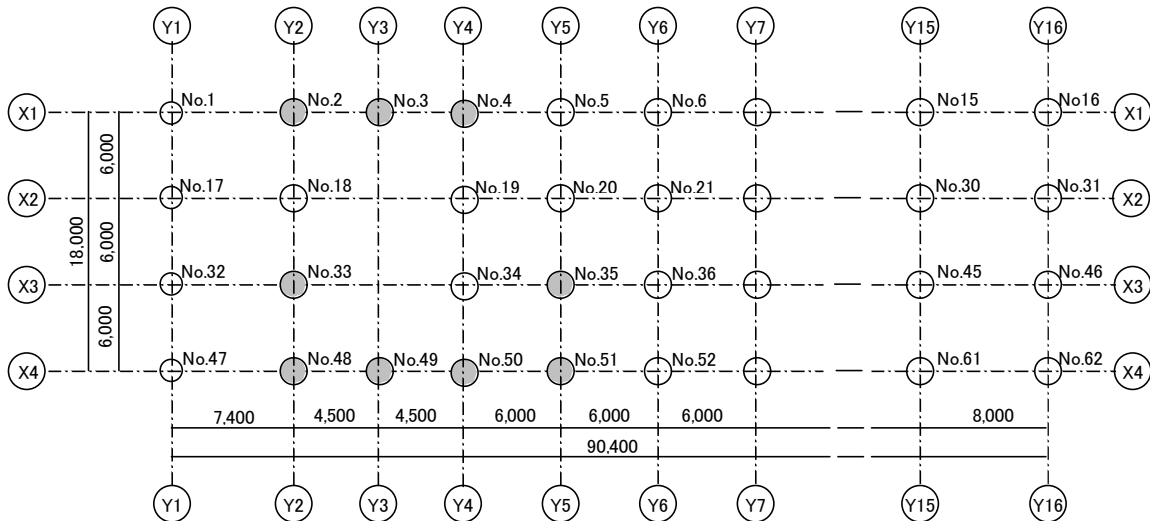 Y1 Y2 Y3 Y4 Y5 Y6 Y7 Y15 Y16
X1 No.1 No.2 No.3 No.4 No.5 No.6 No15 No16 X1
6,000
X2 No.17 No.18 No.19 No.20 No.21 No.30 No.31 X2
18,000 6,000
X3 No.32 No.33 No.34 No.35 No.36 No.45 No.46 X3
6,000
X4 No.47 No.48 No.49 No.50 No.51 No.52 No.61 No.62 X4
7,400 4,500 4,500 6,000 6,000 6,000 8,000
90,400
Y1 Y2 Y3 Y4 Y5 Y6 Y7 Y15 Y16